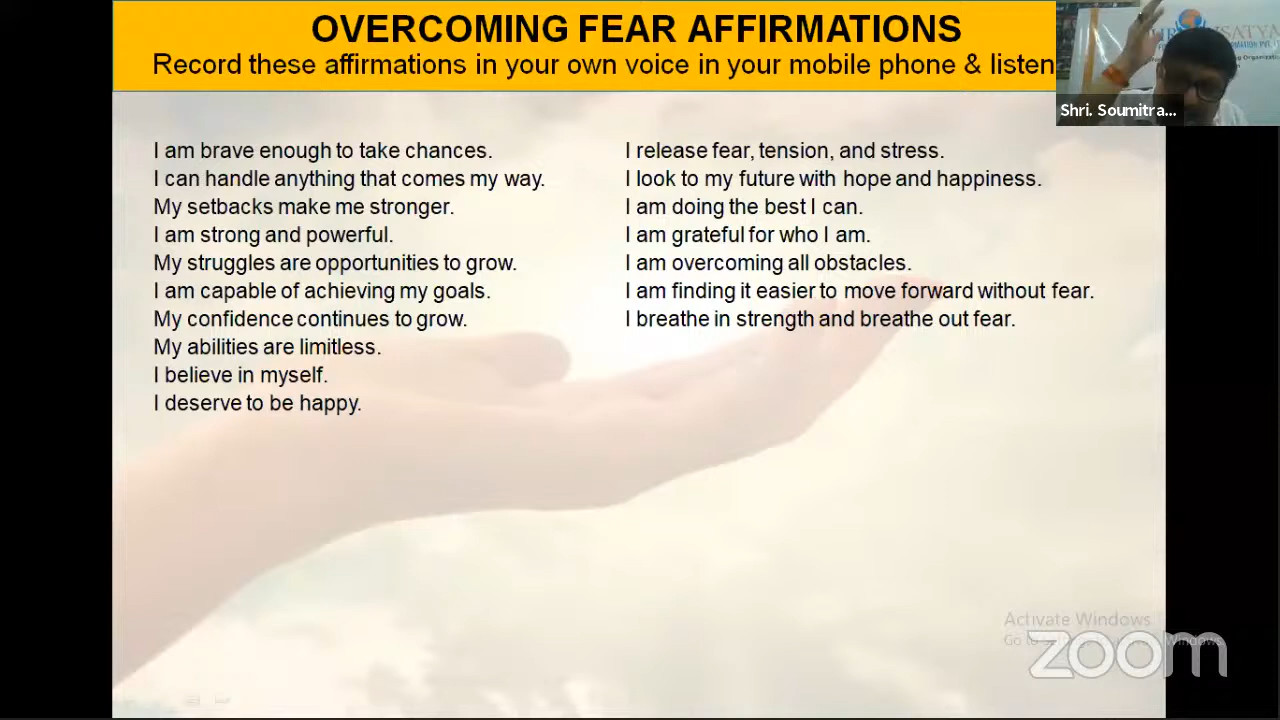 OVERCOMING FEAR AFFIRMATIONS
Record these affirmations in your own voice in your mobile phone & listen
Shri. Soumitra...
I am brave enough to take chances.
I can handle anything that comes my way.
My setbacks make me stronger.
I am strong and powerful.
My struggles are opportunities to grow.
I am capable of achieving my goals.
My confidence continues to grow.
My abilities are limitless.
I believe in myself.
I deserve to be happy.
I release fear, tension, and stress.
I look to my future with hope and happiness.
I am doing the best I can.
I am grateful for who I am.
I am overcoming all obstacles.
I am finding it easier to move forward without fear.
I breathe in strength and breathe out fear.
Activate Windows
Go to Windows.
zoom